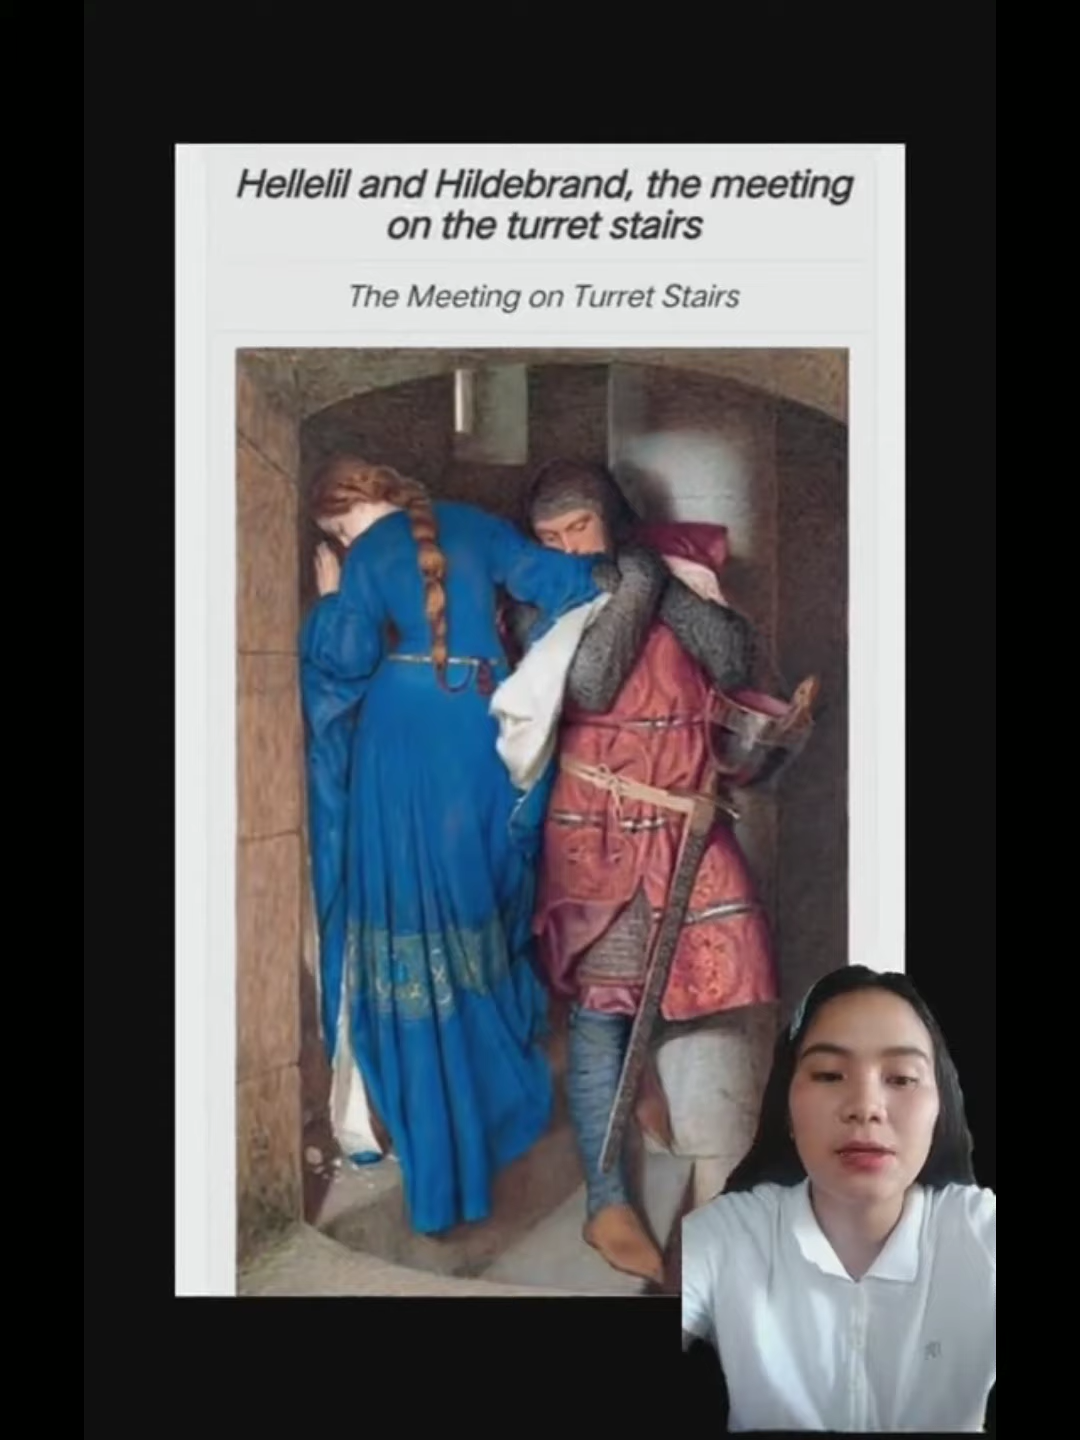 Hellelil and Hildebrand, the meeting
on the turret stairs
The Meeting on Turret Stairs